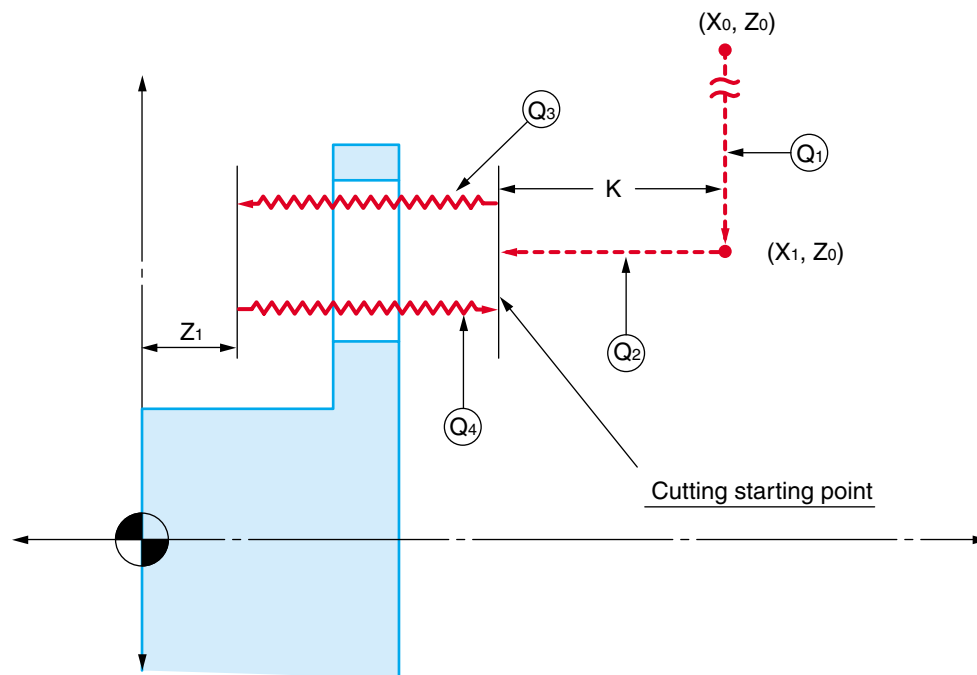 (X0, Z0)
Q3
Q1
K
(X1, Z0)
Z1
Q2
Q4
Cutting starting point